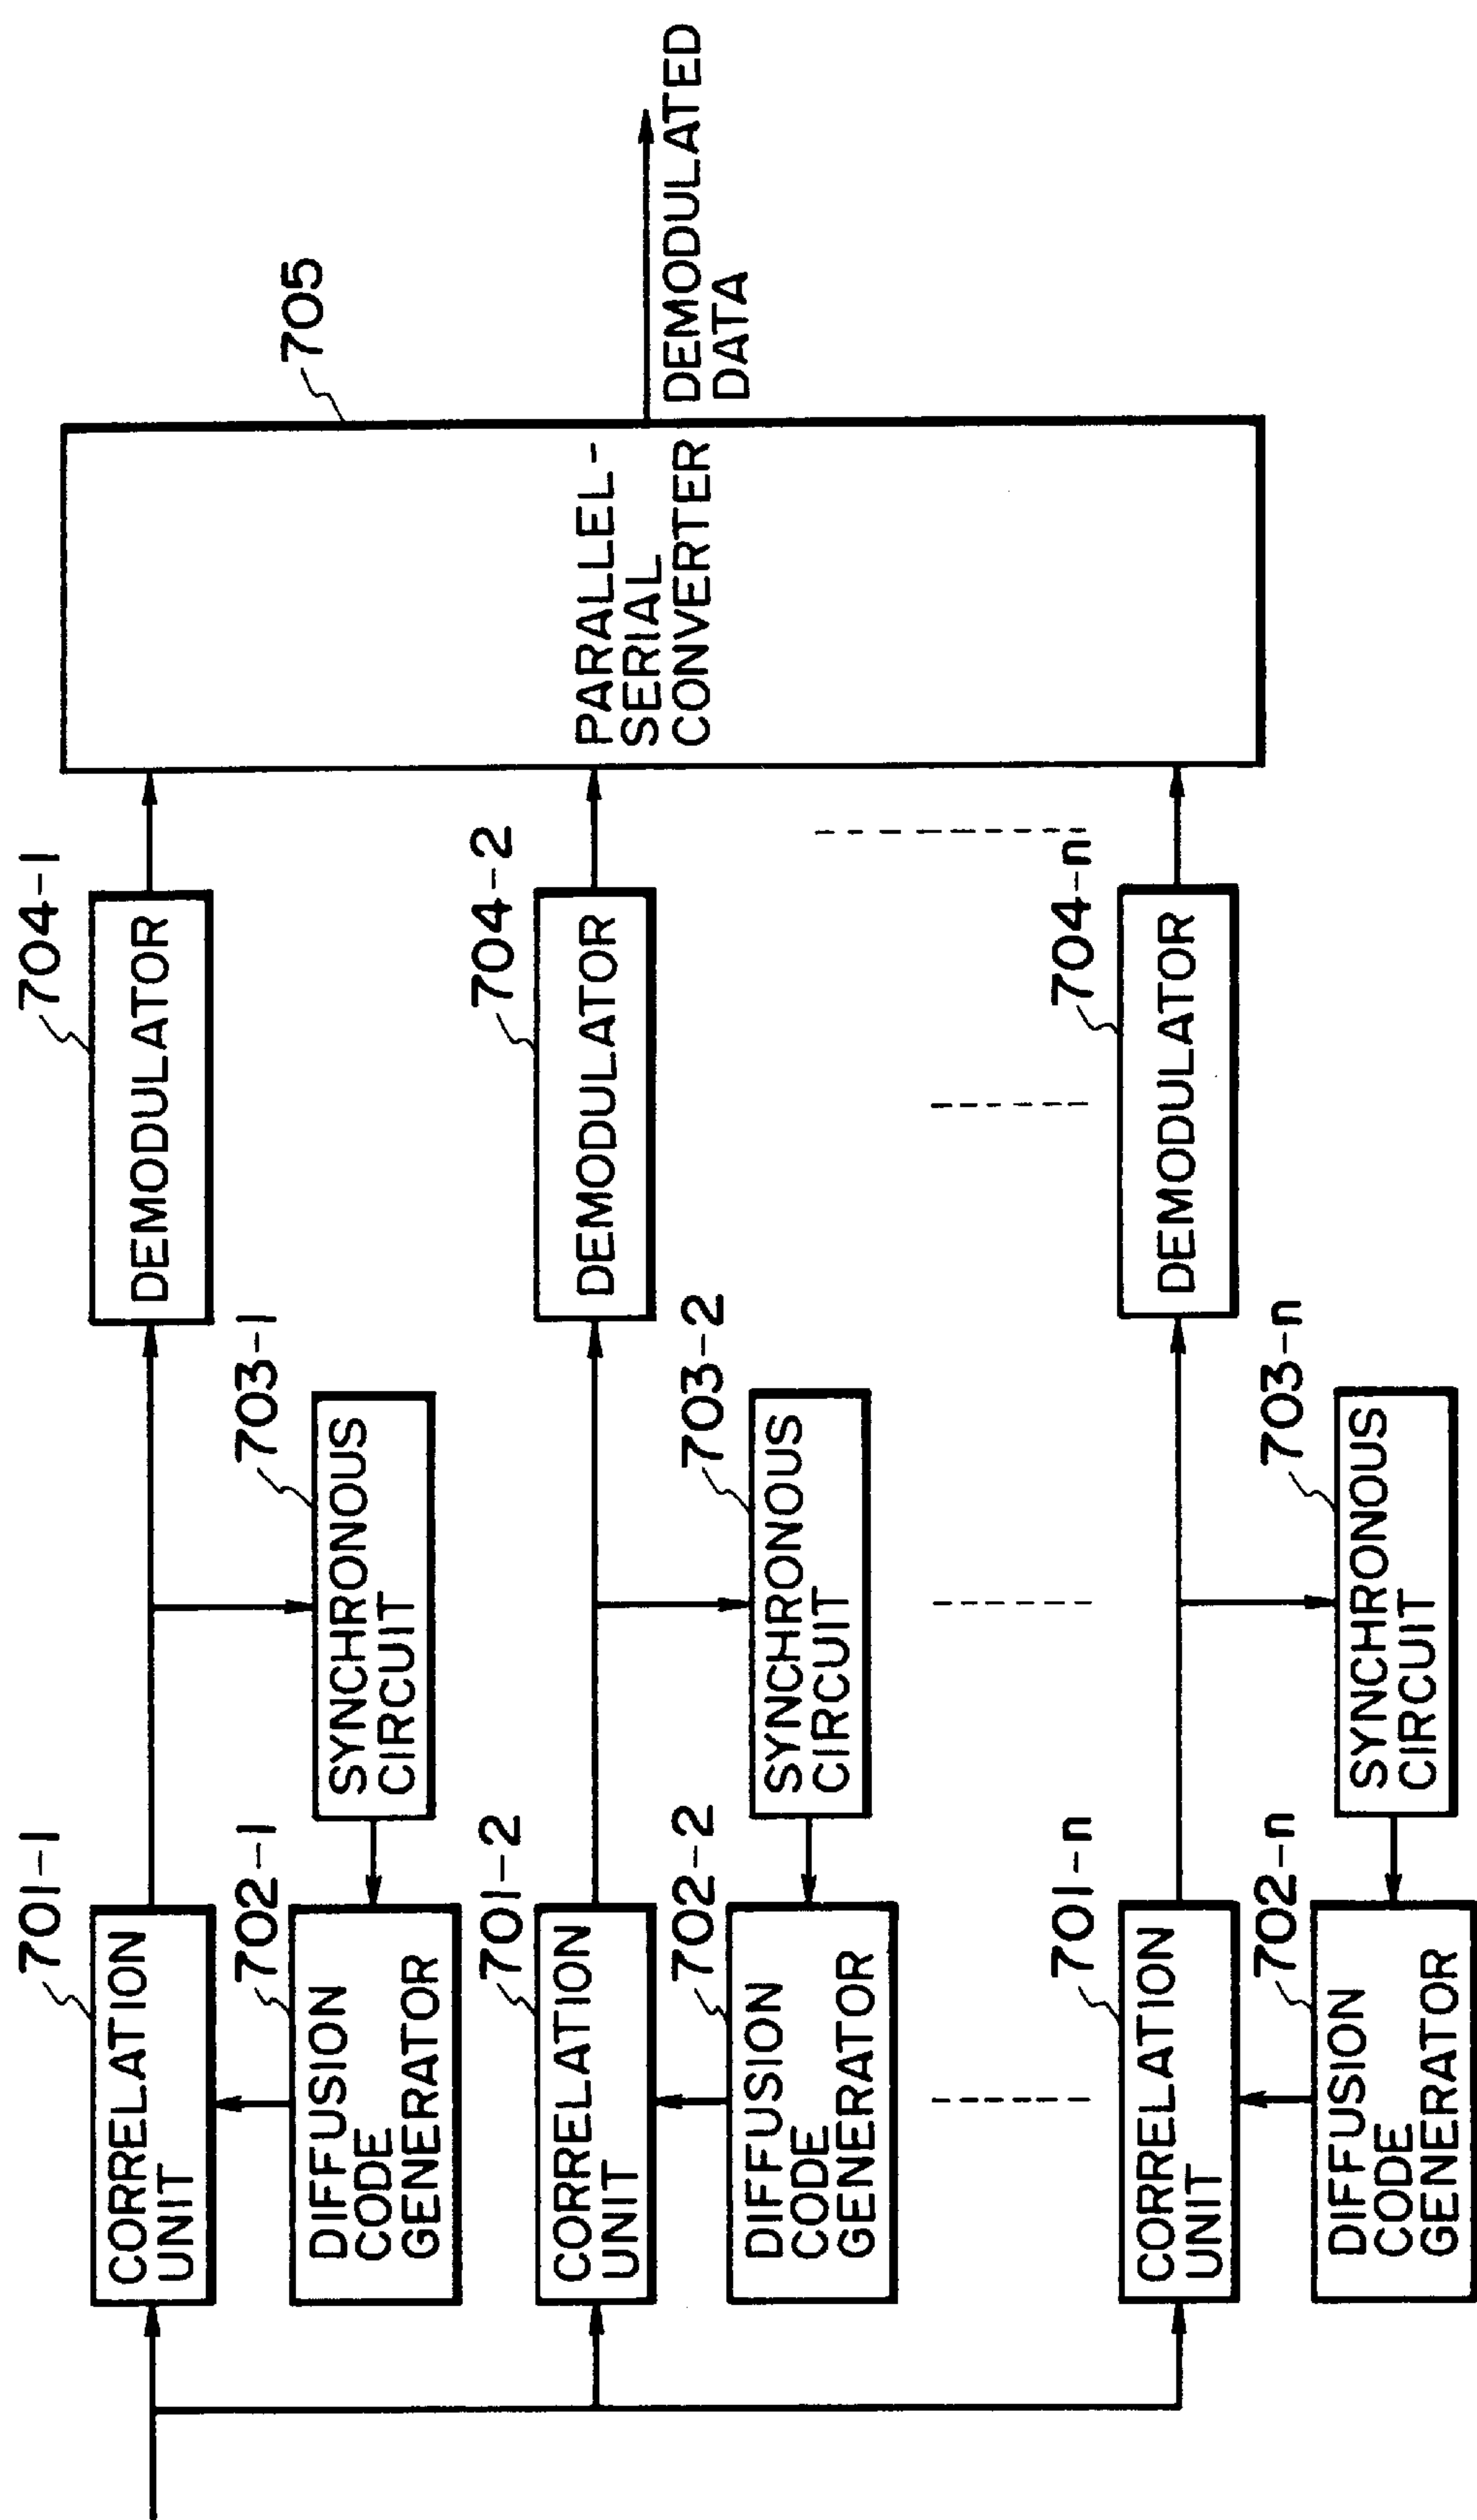 701-1
CORRELATION
UNIT
702-1
DIFFUSION
CODE
GENERATOR
703-1
SYNCHRONOUS
CIRCUIT
704-1
DEMODULATOR
701-2
CORRELATION
UNIT
702-2
DIFFUSION
CODE
GENERATOR
703-2
SYNCHRONOUS
CIRCUIT
704-2
DEMODULATOR
701-n
CORRELATION
UNIT
702-n
DIFFUSION
CODE
GENERATOR
703-n
SYNCHRONOUS
CIRCUIT
704-n
DEMODULATOR
705
PARALLEL-
SERIAL
CONVERTER
DEMODULATED
DATA